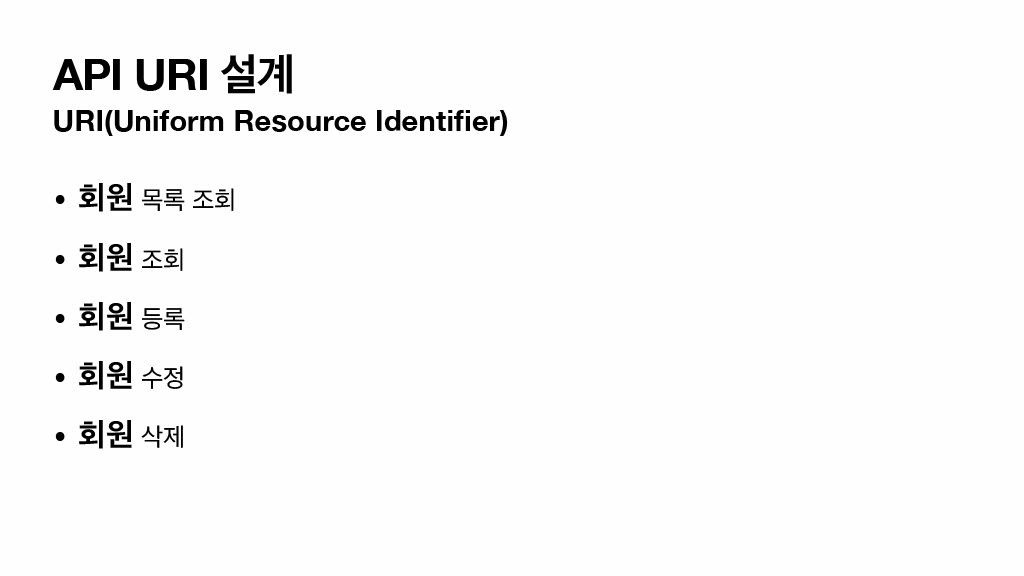 API URI 설계
URI(Uniform Resource Identifier)
• 회원 목록 조회
• 회원 조회
• 회원 등록
• 회원 수정
• 회원 삭제